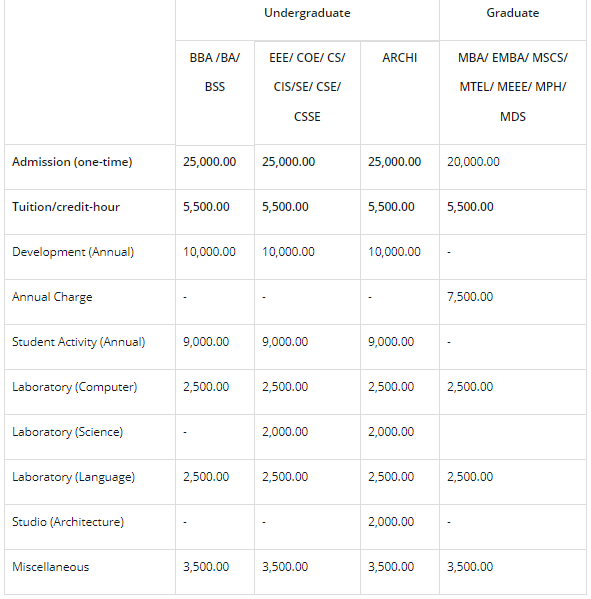 Undergraduate Graduate
BBA /BA/ EEE/ COE/ CS/ ARCHI MBA/ EMBA/ MSCS/
BSS CIS/SE/ CSE/ MTEL/ MEEE/ MPH/
CSSE MDS
Admission (one-time) 25,000.00 25,000.00 25,000.00 20,000.00
Tuition/credit-hour 5,500.00 5,500.00 5,500.00 5,500.00
Development (Annual) 10,000.00 10,000.00 10,000.00 -
Annual Charge - - - 7,500.00
Student Activity (Annual) 9,000.00 9,000.00 9,000.00 -
Laboratory (Computer) 2,500.00 2,500.00 2,500.00 2,500.00
Laboratory (Science) - 2,000.00 2,000.00
Laboratory (Language) 2,500.00 2,500.00 2,500.00 2,500.00
Studio (Architecture) - - 2,000.00 -
Miscellaneous 3,500.00 3,500.00 3,500.00 3,500.00